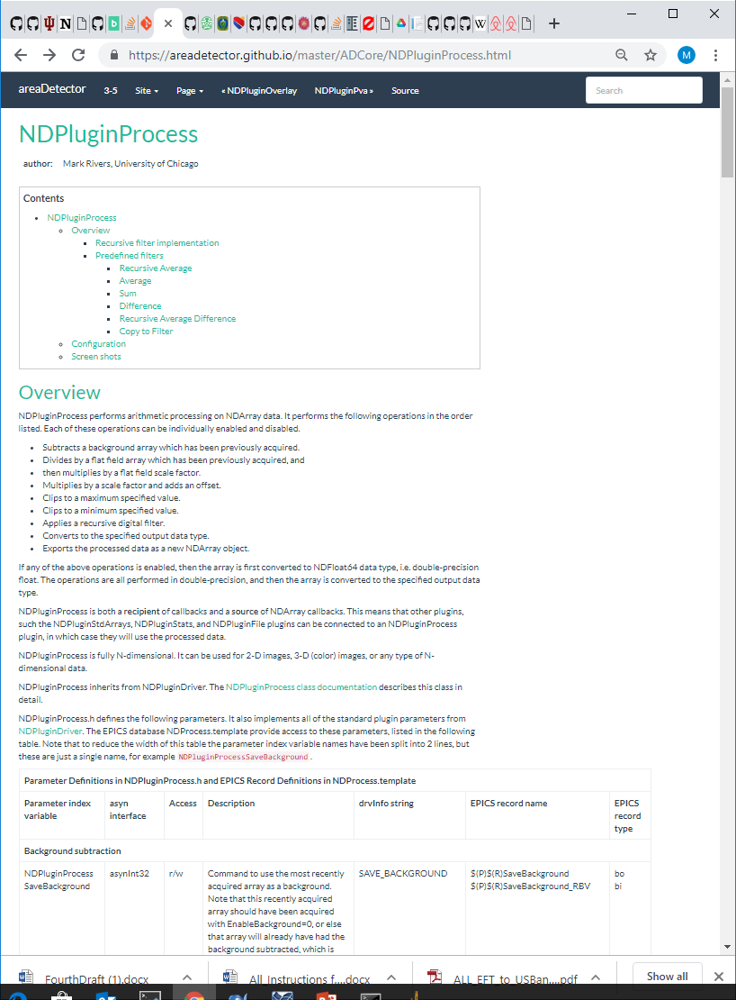 https://areadetector.github.io/master/ADCore/NDPluginProcess.html
M
areaDetector 3-5 Site Page « NDPluginOverlay NDPluginPva » Source Search
NDPluginProcess
author: Mark Rivers, University of Chicago
Contents
• NDPluginProcess
Overview
Recursive filter implementation
Predefined filters
Recursive Average
Average
Sum
Difference
Recursive Average Difference
Copy to Filter
Configuration
Screen shots
Overview
NDPluginProcess performs arithmetic processing on NDArray data. It performs the following operations in the order
listed. Each of these operations can be individually enabled and disabled.
• Subtracts a background array which has been previously acquired.
• Divides by a flat field array which has been previously acquired, and
• then multiplies by a flat field scale factor.
• Multiplies by a scale factor and adds an offset.
• Clips to a maximum specified value.
• Clips to a minimum specified value.
• Applies a recursive digital filter.
• Converts to the specified output data type.
• Exports the processed data as a new NDArray object.
If any of the above operations is enabled, then the array is first converted to NDFloat64 data type, i.e. double-precision
float. The operations are all performed in double-precision, and then the array is converted to the specified output data
type.
NDPluginProcess is both a recipient of callbacks and a source of NDArray callbacks. This means that other plugins,
such the NDPluginStdArrays, NDPluginStats, and NDPluginFile plugins can be connected to an NDPluginProcess
plugin, in which case they will use the processed data.
NDPluginProcess is fully N-dimensional. It can be used for 2-D images, 3-D (color) images, or any type of N-
dimensional data.
NDPluginProcess inherits from NDPluginDriver. The NDPluginProcess class documentation describes this class in
detail.
NDPluginProcess.h defines the following parameters. It also implements all of the standard plugin parameters from
NDPluginDriver. The EPICS database NDProcess.template provide access to these parameters, listed in the following
table. Note that to reduce the width of this table the parameter index variable names have been split into 2 lines, but
these are just a single name, for example NDPluginProcessSaveBackground .
Parameter Definitions in NDPluginProcess.h and EPICS Record Definitions in NDProcess.template
Parameter index asyn Access Description drvInfo string EPICS record name EPICS
variable interface record
type
Background subtraction
NDPluginProcess asynInt32 r/w Command to use the most recently SAVE_BACKGROUND $(P)$(R)SaveBackground bo
SaveBackground acquired array as a background. $(P)$(R)SaveBackground_RBV bi
Note that this recently acquired
array should have been acquired
with EnableBackground=0, or else
that array will already have had the
background subtracted, which is
FourthDraft (1).docx All_Instructions f....docx ALL_EFT_to_USBan....pdf Show all